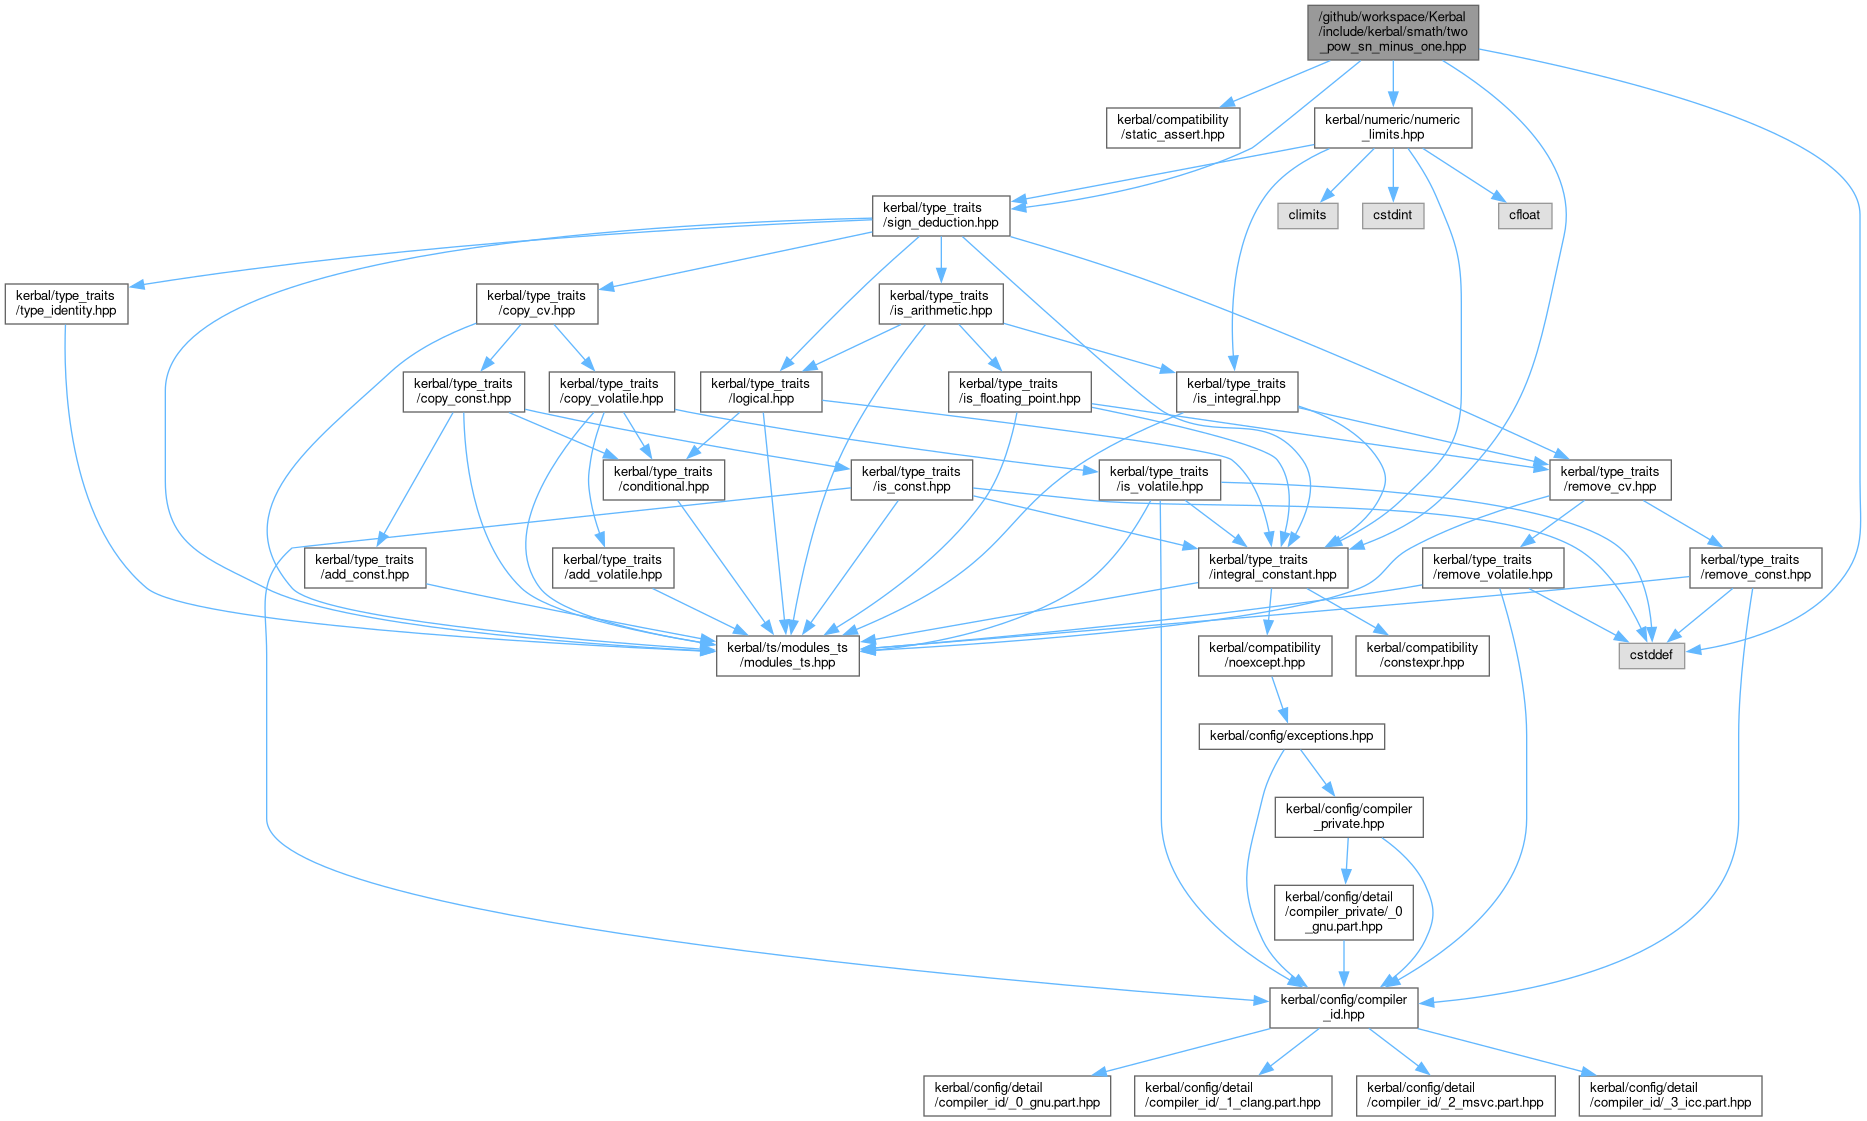 /github/workspace/Kerbal
/include/kerbal/smath/two
_pow_sn_minus_one.hpp
kerbal/compatibility
/static_assert.hpp
kerbal/numeric/numeric
_limits.hpp
kerbal/type_traits
/sign_deduction.hpp
climits
cstdint
cfloat
kerbal/type_traits
/type_identity.hpp
kerbal/type_traits
/copy_cv.hpp
kerbal/type_traits
/is_arithmetic.hpp
kerbal/type_traits
/copy_const.hpp
kerbal/type_traits
/copy_volatile.hpp
kerbal/type_traits
/logical.hpp
kerbal/type_traits
/is_floating_point.hpp
kerbal/type_traits
/is_integral.hpp
kerbal/type_traits
/conditional.hpp
kerbal/type_traits
/is_const.hpp
kerbal/type_traits
/is_volatile.hpp
kerbal/type_traits
/remove_cv.hpp
kerbal/type_traits
/add_const.hpp
kerbal/type_traits
/add_volatile.hpp
kerbal/type_traits
/integral_constant.hpp
kerbal/type_traits
/remove_volatile.hpp
kerbal/type_traits
/remove_const.hpp
kerbal/ts/modules_ts
/modules_ts.hpp
kerbal/compatibility
/noexcept.hpp
kerbal/compatibility
/constexpr.hpp
cstddef
kerbal/config/exceptions.hpp
kerbal/config/compiler
_private.hpp
kerbal/config/detail
/compiler_private/_0
_gnu.part.hpp
kerbal/config/compiler
_id.hpp
kerbal/config/detail
/compiler_id/_0_gnu.part.hpp
kerbal/config/detail
/compiler_id/_1_clang.part.hpp
kerbal/config/detail
/compiler_id/_2_msvc.part.hpp
kerbal/config/detail
/compiler_id/_3_icc.part.hpp